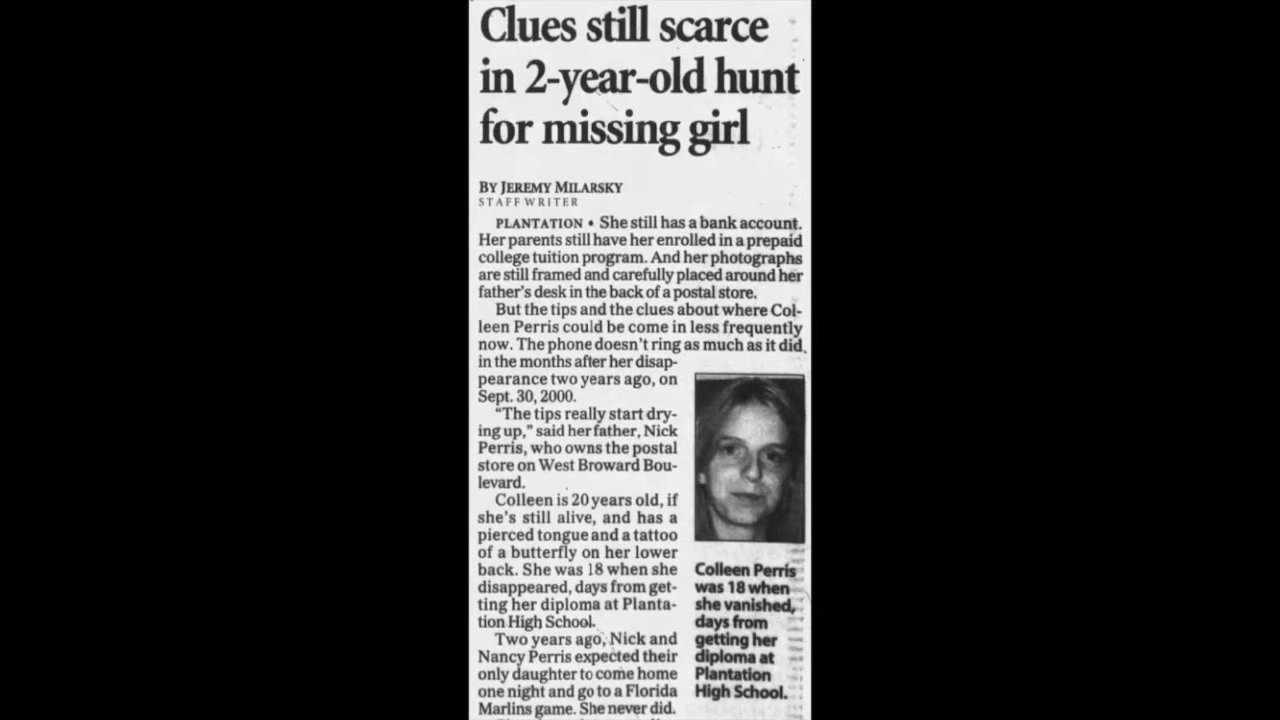 Clues still scarce
in 2-year-old hunt
for missing girl
BY JEREMY MILARSKY
STAFF WRITER
PLANTATION • She still has a bank account.
Her parents still have her enrolled in a prepaid
college tuition program. And her photographs
are still framed and carefully placed around her
father's desk in the back of a postal store.
But the tips and the clues about where Col-
leen Perris could be come in less frequently
now. The phone doesn't ring as much as it did
in the months after her disap-
pearance two years ago, on
Sept. 30, 2000.
"The tips really start dry-
ing up," said her father, Nick
Perris, who owns the postal
store on West Broward Bou-
levard.
Colleen is 20 years old, if
she's still alive, and has a
pierced tongue and a tattoo
of a butterfly on her lower
back. She was 18 when she
disappeared, days from get-
ting her diploma at Planta-
tion High School.
Two years ago, Nick and
Nancy Perris expected their
only daughter to come home
one night and go to a Florida
Marlins game. She never did.
Colleen Perris
was 18 when
she vanished,
days from
getting her
diploma at
Plantation
High School.